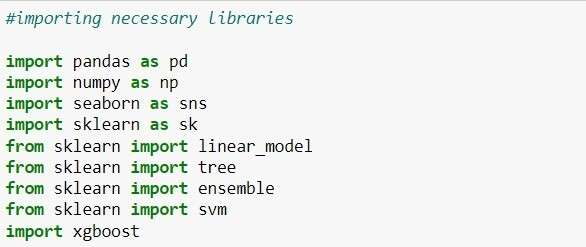 #importing necessary libraries
import pandas as pd
import numpy as np
import seaborn as sns
import sklearn as sk
from sklearn import linear_model
from sklearn import tree
from sklearn import ensemble
from sklearn import svm
import xgboost